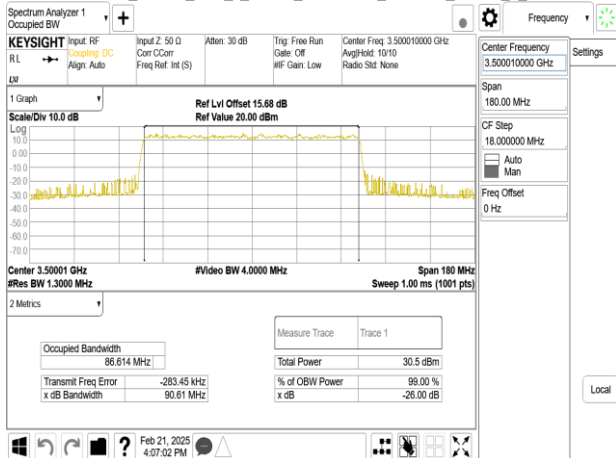 Spectrum Analyzer 1
Occupied BW
+
Frequency
KEYSIGHT
RL
LXI
Input: RF
Coupling: DC
Align: Auto
Input Z: 50 Ω
Corr CCorr
Freq Ref: Int (S)
Atten: 30 dB
Trig: Free Run
Gate: Off
#IF Gain: Low
Center Freq: 3.500010000 GHz
Avg|Hold: 10/10
Radio Std: None
Center Frequency
3.500010000 GHz
Settings
Span
180.00 MHz
CF Step
18.000000 MHz
Auto
Man
Freq Offset
0 Hz
Local
1 Graph
Scale/Div 10.0 dB
Ref Lvl Offset 15.68 dB
Ref Value 20.00 dBm
Log
10.0
0.00
-10.0
-20.0
-30.0
-40.0
-50.0
-60.0
-70.0
Center 3.50001 GHz
#Video BW 4.0000 MHz
Span 180 MHz
#Res BW 1.3000 MHz
Sweep 1.00 ms (1001 pts)
2 Metrics
Measure Trace
Trace 1
Occupied Bandwidth
86.614 MHz
Total Power
30.5 dBm
Transmit Freq Error
-283.45 kHz
% of OBW Power
99.00 %
x dB Bandwidth
90.61 MHz
x dB
-26.00 dB
?
Feb 21, 2025
4:07:02 PM